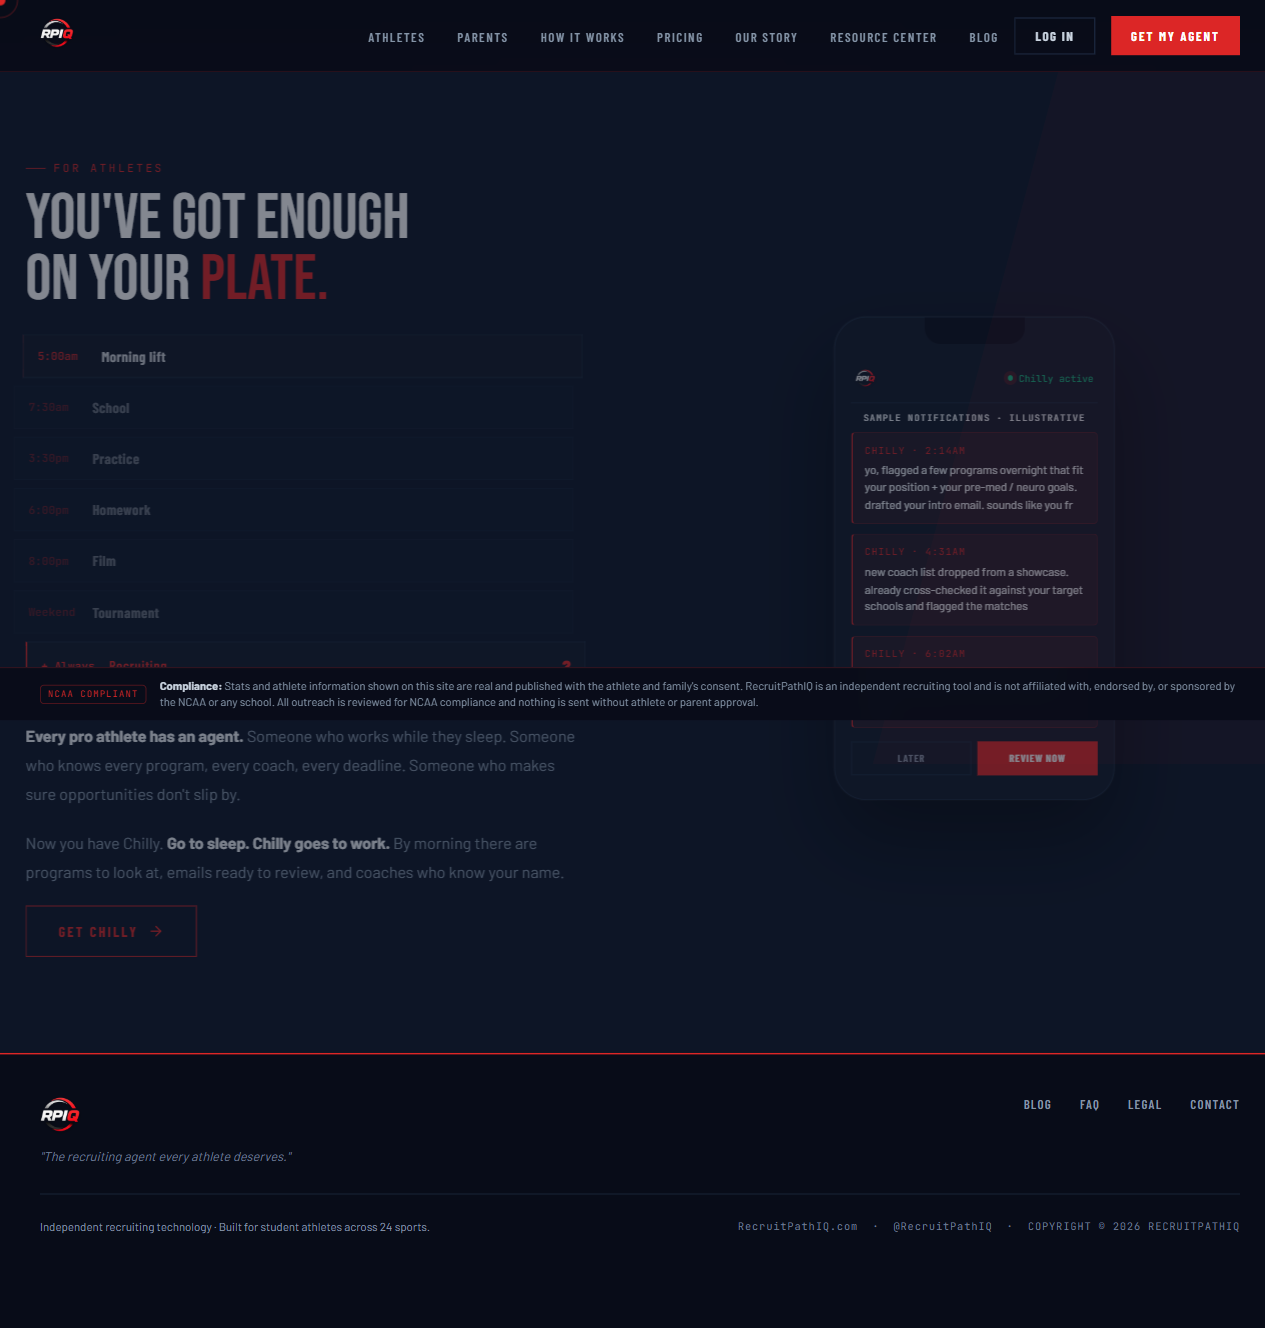 RPIQ
ATHLETES
PARENTS
HOW IT WORKS
PRICING
OUR STORY
RESOURCE CENTER
BLOG
LOG IN
GET MY AGENT
FOR ATHLETES
YOU'VE GOT ENOUGH
ON YOUR PLATE.
5:00am Morning lift
7:30am School
3:30pm Practice
6:00pm Homework
8:00pm Film
Weekend Tournament
Always Recruiting ?
RPIQ
Chilly active
SAMPLE NOTIFICATIONS - ILLUSTRATIVE
CHILLY · 2:14AM
yo, flagged a few programs overnight that fit
your position + your pre-med / neuro goals.
drafted your intro email. sounds like you fr
CHILLY · 4:31AM
new coach list dropped from a showcase.
already cross-checked it against your target
schools and flagged the matches
CHILLY · 6:02AM
NCAA COMPLIANT
Compliance: Stats and athlete information shown on this site are real and published with the athlete and family's consent. RecruitPathIQ is an independent recruiting tool and is not affiliated with, endorsed by, or sponsored by
the NCAA or any school. All outreach is reviewed for NCAA compliance and nothing is sent without athlete or parent approval.
Every pro athlete has an agent. Someone who works while they sleep. Someone
who knows every program, every coach, every deadline. Someone who makes
sure opportunities don't slip by.
Now you have Chilly. Go to sleep. Chilly goes to work. By morning there are
programs to look at, emails ready to review, and coaches who know your name.
GET CHILLY →
LATER
REVIEW NOW
RPIQ
"The recruiting agent every athlete deserves."
BLOG
FAQ
LEGAL
CONTACT
Independent recruiting technology · Built for student athletes across 24 sports.
RecruitPathIQ.com · @RecruitPathIQ · COPYRIGHT © 2026 RECRUITPATHIQ